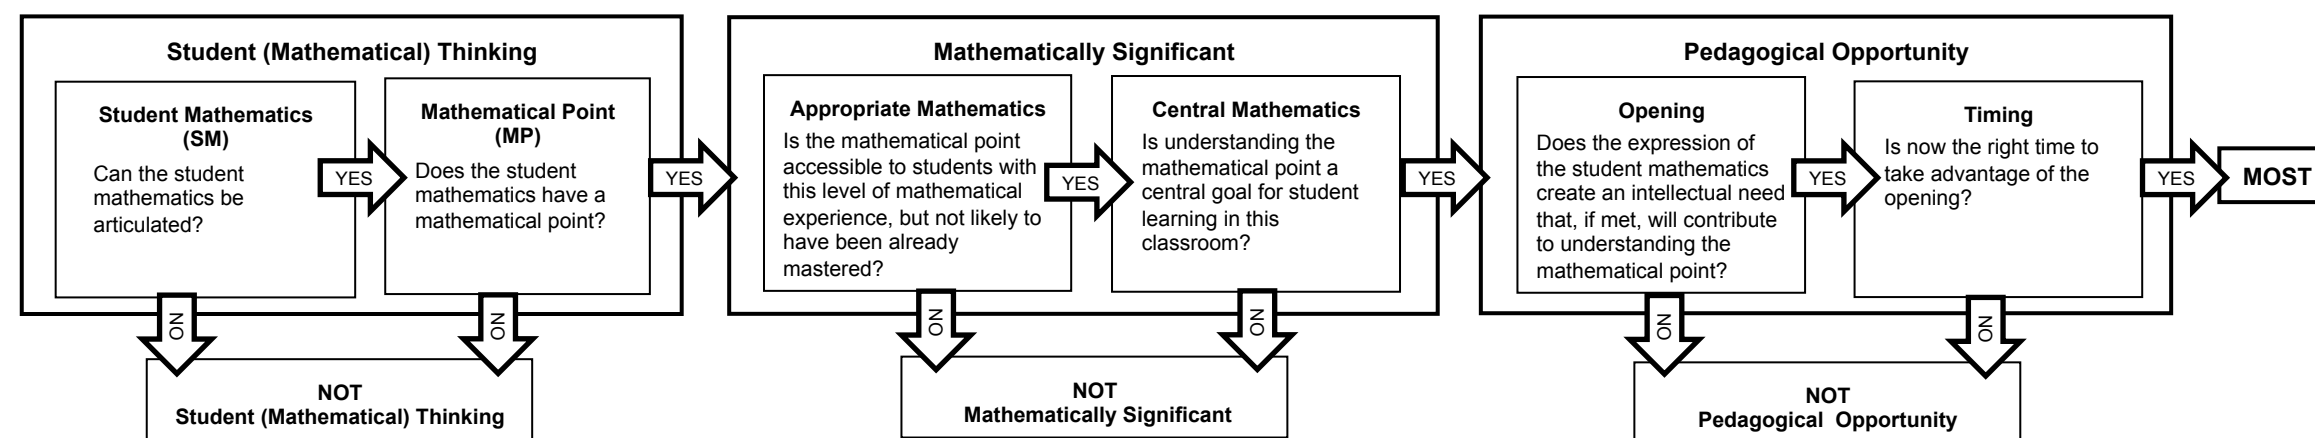 Student (Mathematical) Thinking
Student Mathematics
(SM)
Can the student
mathematics be
articulated?
YES
Mathematical Point
(MP)
Does the student
mathematics have a
mathematical point?
YES
NO
NO
NOT
Student (Mathematical) Thinking
Mathematically Significant
Appropriate Mathematics
Is the mathematical point
accessible to students with
this level of mathematical
experience, but not likely to
have been already
mastered?
YES
Central Mathematics
Is understanding the
mathematical point a
central goal for student
learning in this
classroom?
YES
NO
NO
NOT
Mathematically Significant
Pedagogical Opportunity
Opening
Does the expression of
the student mathematics
create an intellectual need
that, if met, will contribute
to understanding the
mathematical point?
YES
Timing
Is now the right time to
take advantage of the
opening?
YES
MOST
NO
NO
NOT
Pedagogical Opportunity